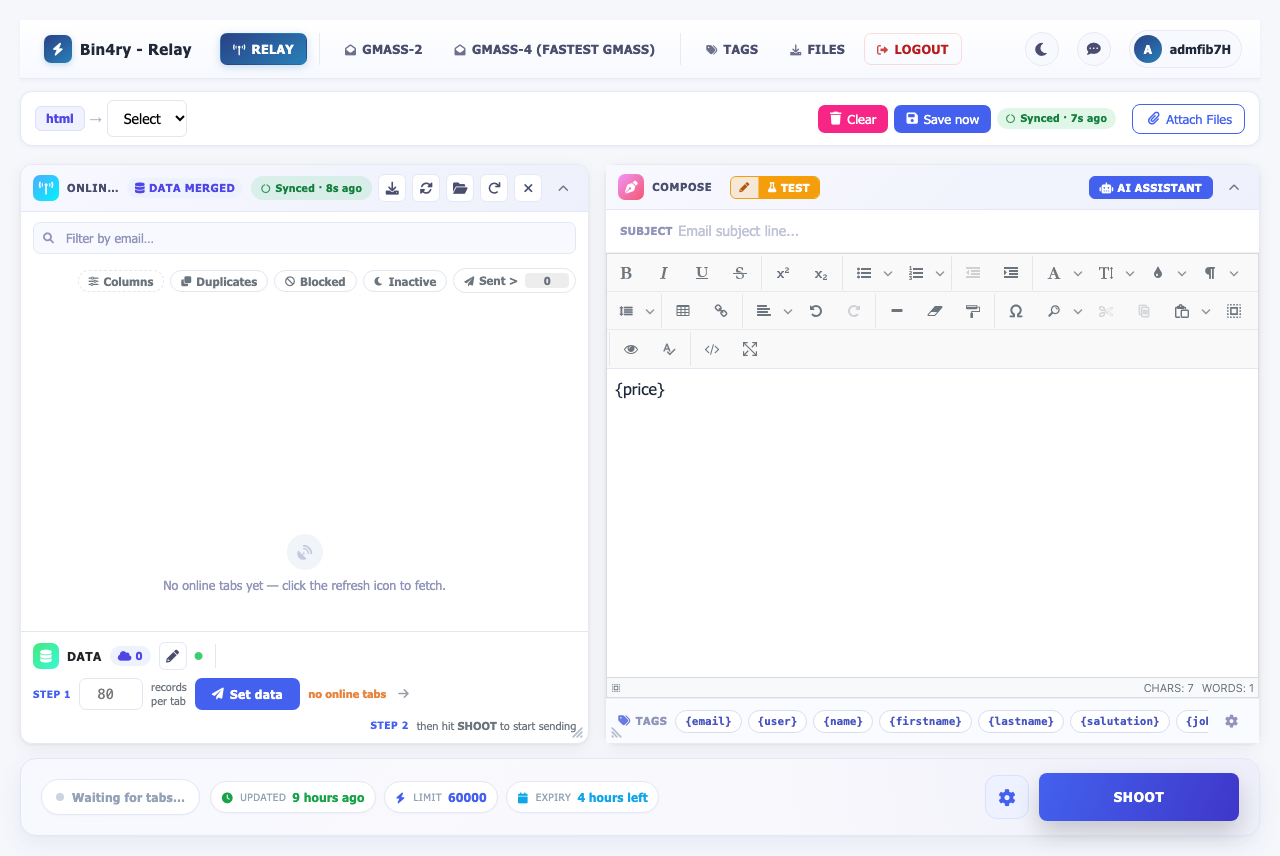 Bin4ry - Relay RELAY GMASS-2 GMASS-4 (FASTEST GMASS) TAGS FILES LOGOUT A admfib7H
html → Select Clear Save now Synced · 7s ago Attach Files
ONLIN... DATA MERGED Synced · 8s ago
Filter by email...
Columns Duplicates Blocked Inactive Sent > 0
No online tabs yet — click the refresh icon to fetch.
DATA 0
STEP 1 80 records per tab Set data no online tabs →
STEP 2 then hit SHOOT to start sending
COMPOSE TEST AI ASSISTANT
SUBJECT Email subject line...
{price}
CHARS: 7 WORDS: 1
TAGS {email} {user} {name} {firstname} {lastname} {salutation} {jol
Waiting for tabs... UPDATED 9 hours ago LIMIT 60000 EXPIRY 4 hours left SHOOT